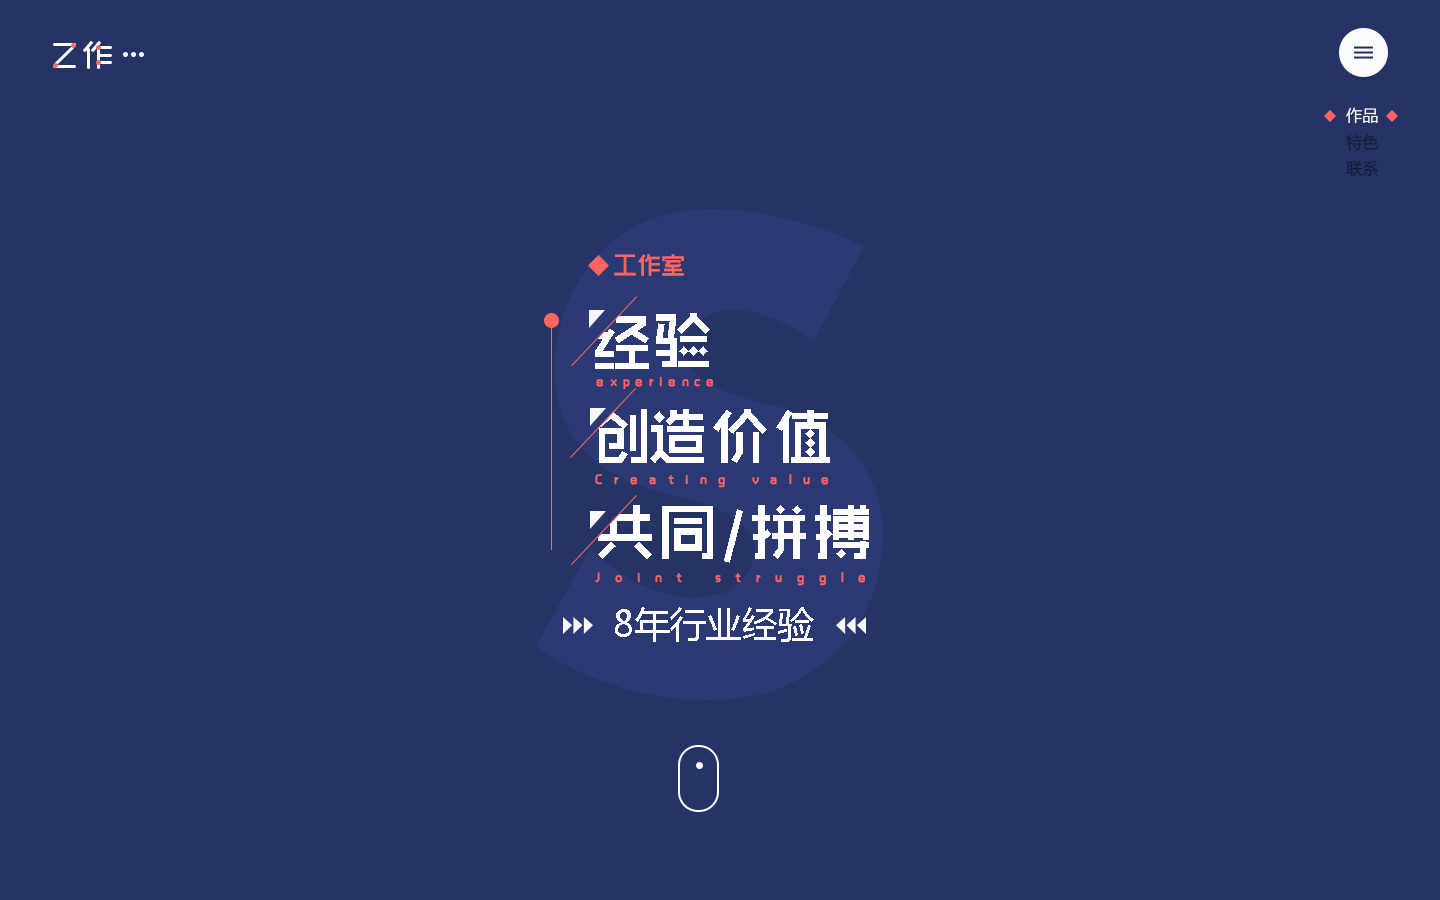 乙作
作品
特色
联系
工作室
经验
experience
创造价值
Creating value
共同/拼搏
Joint struggle
8年行业经验